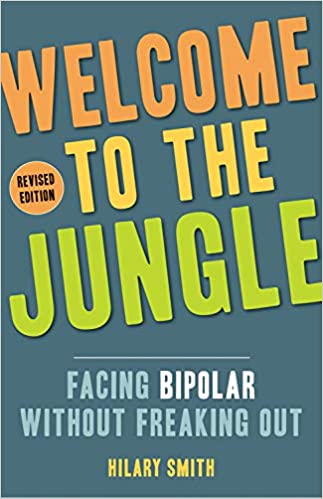 WELCOME
TO THE
REVISED
EDITION
JUNGLE
FACING BIPOLAR
WITHOUT FREAKING OUT
HILARY SMITH